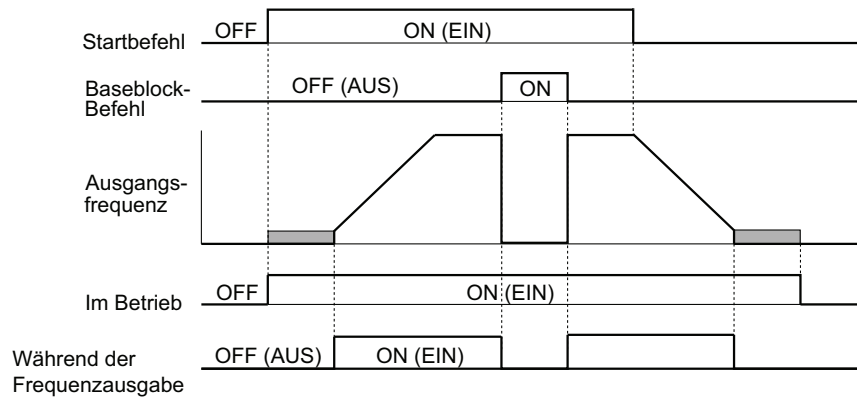 Startbefehl OFF ON (EIN)
Baseblock-
Befehl
OFF (AUS) ON
Ausgangs-
frequenz
Im Betrieb OFF ON (EIN)
Während der
Frequenzausgabe
OFF (AUS) ON (EIN)